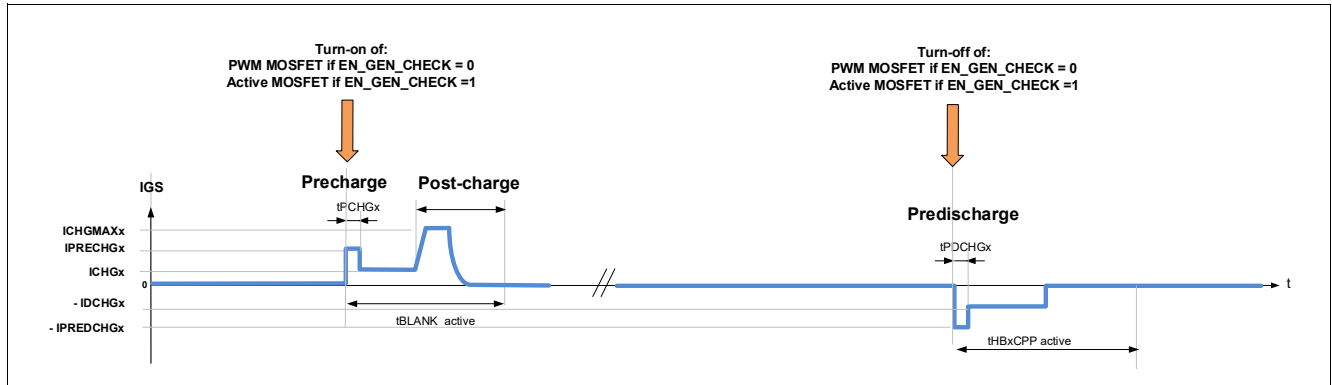 Turn-on of:
PWM MOSFET if EN_GEN_CHECK = 0
Active MOSFET if EN_GEN_CHECK =1
Turn-off of:
PWM MOSFET if EN_GEN_CHECK = 0
Active MOSFET if EN_GEN_CHECK =1
IGS
Precharge
Post-charge
tPCHGx
Predischarge
tPDCHGx
ICHGMAXx
IPRECHGx
ICHGx
0
t
- IDCHGx
- IPREDCHGx
tBLANK active
tHBxCPP active